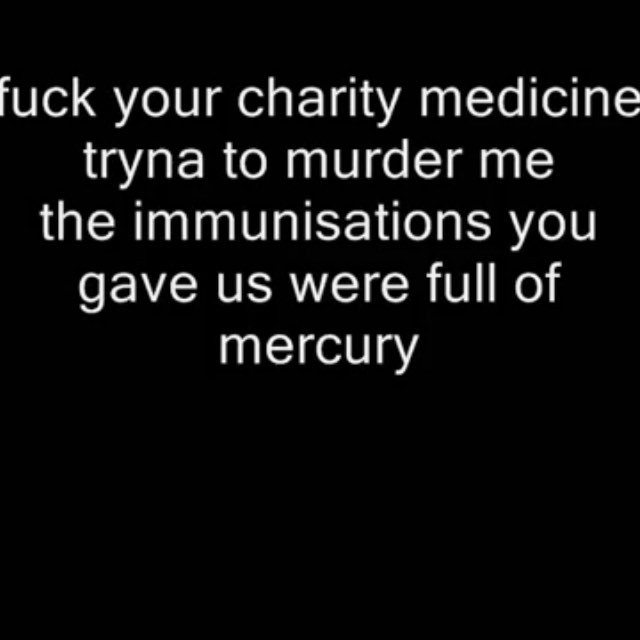 fuck your charity medicine
tryna to murder me
the immunisations you
gave us were full of
mercury